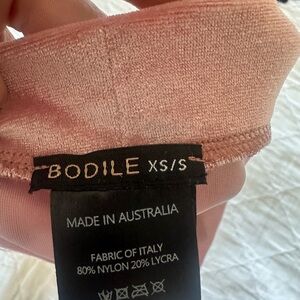 BODILE XS/S
MADE IN AUSTRALIA
FABRIC OF ITALY
80% NYLON 20% LYCRA